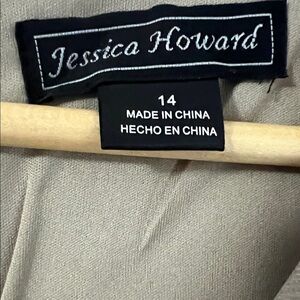 Jessica Howard
14
MADE IN CHINA
HECHO EN CHINA